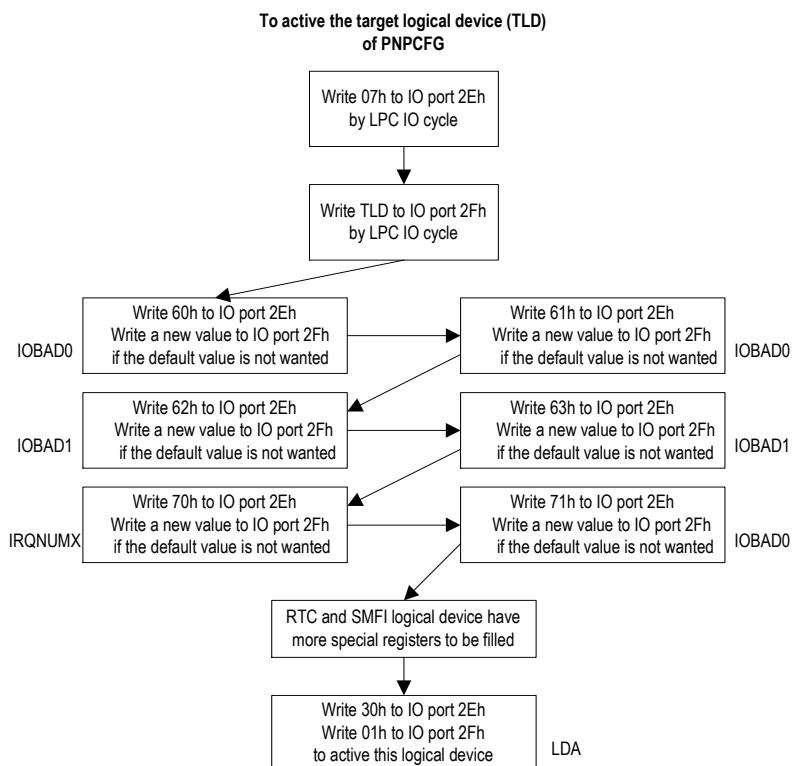 To active the target logical device (TLD)
of PNPCFG
Write 07h to IO port 2Eh
by LPC IO cycle
Write TLD to IO port 2Fh
by LPC IO cycle
Write 60h to IO port 2Eh
Write a new value to IO port 2Fh
if the default value is not wanted
IOBAD0
Write 61h to IO port 2Eh
Write a new value to IO port 2Fh
if the default value is not wanted
IOBAD0
Write 62h to IO port 2Eh
Write a new value to IO port 2Fh
if the default value is not wanted
IOBAD1
Write 63h to IO port 2Eh
Write a new value to IO port 2Fh
if the default value is not wanted
IOBAD1
Write 70h to IO port 2Eh
Write a new value to IO port 2Fh
if the default value is not wanted
IRQNUMX
Write 71h to IO port 2Eh
Write a new value to IO port 2Fh
if the default value is not wanted
IOBAD0
RTC and SMFI logical device have
more special registers to be filled
Write 30h to IO port 2Eh
Write 01h to IO port 2Fh
to active this logical device
LDA